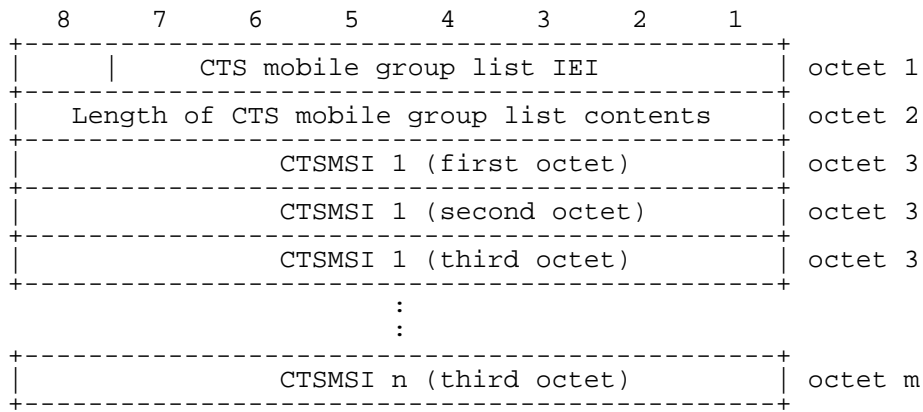 8 7 6 5 4 3 2 1
CTS mobile group list IEI octet 1
Length of CTS mobile group list contents octet 2
CTSMSI 1 (first octet) octet 3
CTSMSI 1 (second octet) octet 3
CTSMSI 1 (third octet) octet 3
:
:
CTSMSI n (third octet) octet m